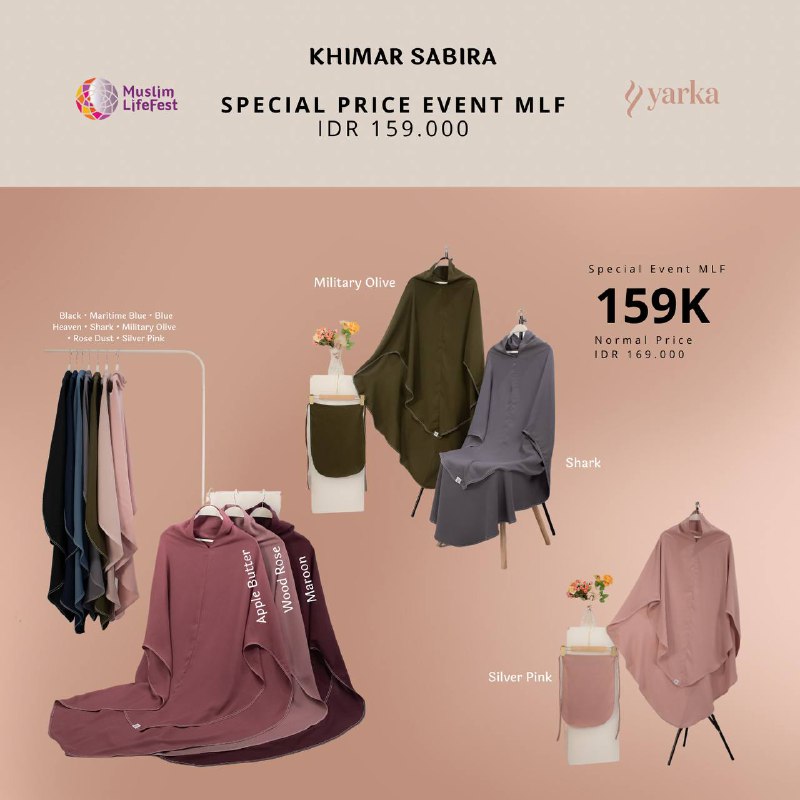 KHIMAR SABIRA
Muslim
LifeFest
SPECIAL PRICE EVENT MLF
IDR 159.000
yarka
Special Event MLF
159K
Normal Price
IDR 169.000
Military Olive
Black • Maritime Blue • Blue
Heaven • Shark • Military Olive
• Rose Dust • Silver Pink
Shark
Apple Butter
Wood Rose
Maroon
Silver Pink